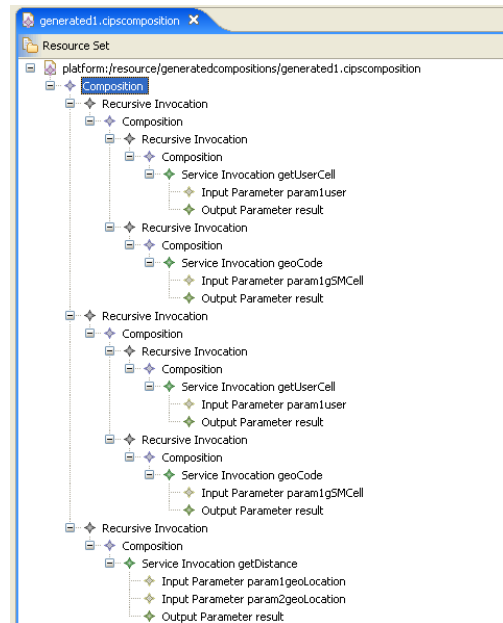 generated1.cipscomposition
Resource Set
platform:/resource/generatedcompositions/generated1.cipscomposition
Composition
Recursive Invocation
Composition
Recursive Invocation
Composition
Service Invocation getUserCell
Input Parameter param1user
Output Parameter result
Recursive Invocation
Composition
Service Invocation geoCode
Input Parameter param1gSMCell
Output Parameter result
Recursive Invocation
Composition
Recursive Invocation
Composition
Service Invocation getUserCell
Input Parameter param1user
Output Parameter result
Recursive Invocation
Composition
Service Invocation geoCode
Input Parameter param1gSMCell
Output Parameter result
Recursive Invocation
Composition
Service Invocation getDistance
Input Parameter param1geoLocation
Input Parameter param2geoLocation
Output Parameter result